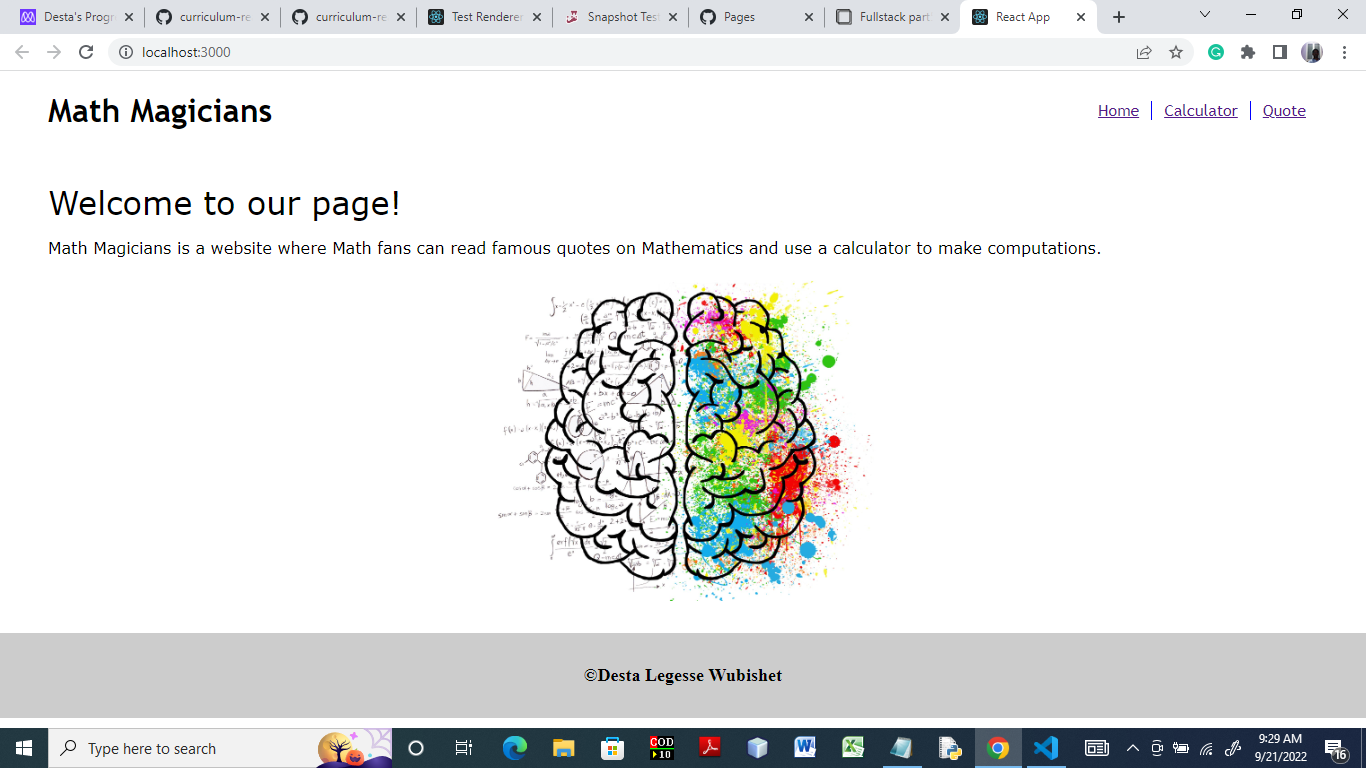 Desta's Progr
curriculum-re
curriculum-re
Test Renderer
Snapshot Test
Pages
Fullstack part
React App
localhost:3000
Math Magicians
Home
Calculator
Quote
Welcome to our page!
Math Magicians is a website where Math fans can read famous quotes on Mathematics and use a calculator to make computations.
©Desta Legesse Wubishet
Type here to search
COD
10
9:29 AM
9/21/2022
16